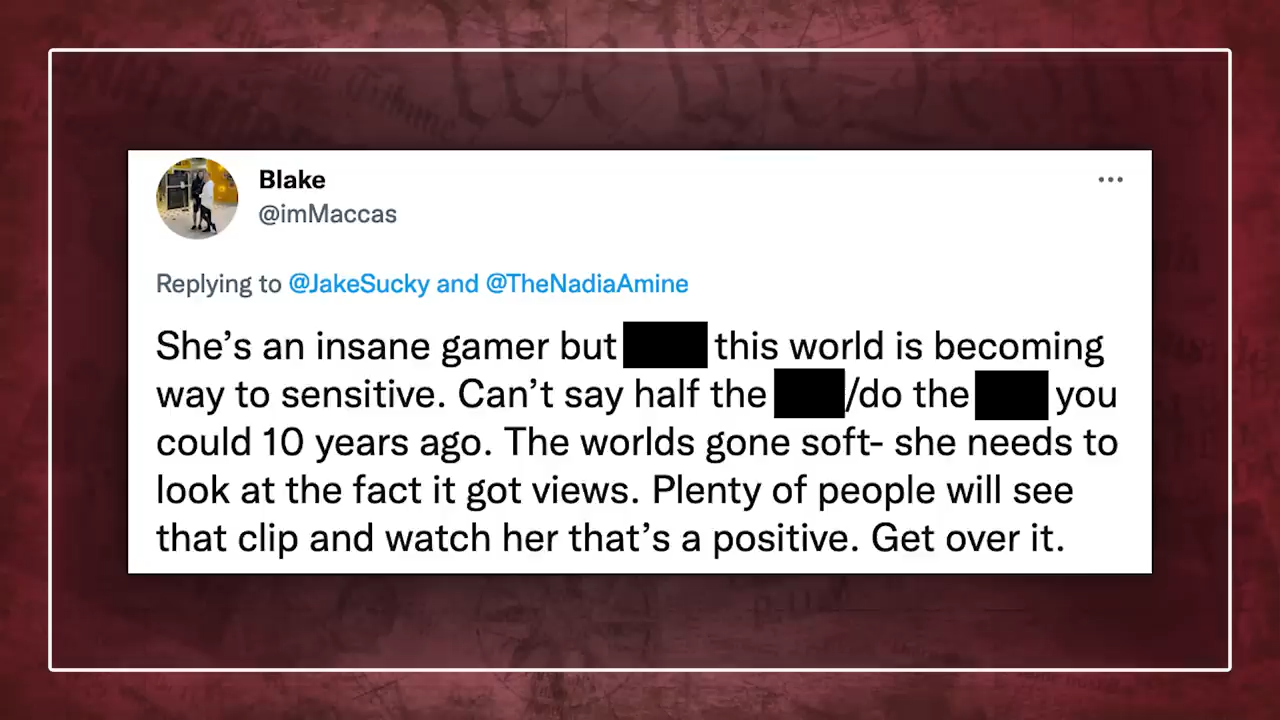 We the
Tribune
Blake
@imMaccas
Replying to @JakeSucky and @TheNadiaAmine
She's an insane gamer but this world is becoming
way to sensitive. Can't say half the /do the you
could 10 years ago. The worlds gone soft- she needs to
look at the fact it got views. Plenty of people will see
that clip and watch her that's a positive. Get over it.